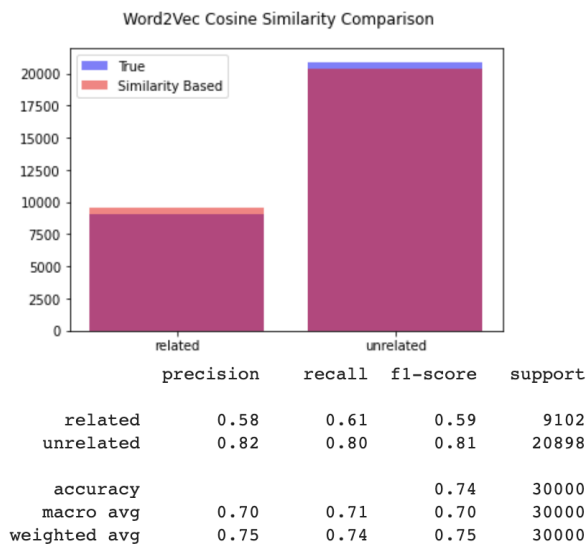 Word2Vec Cosine Similarity Comparison
True
Similarity Based
20000
17500
15000
12500
10000
7500
5000
2500
0
related unrelated
precision recall f1-score support
related 0.58 0.61 0.59 9102
unrelated 0.82 0.80 0.81 20898
accuracy 0.74 30000
macro avg 0.70 0.71 0.70 30000
weighted avg 0.75 0.74 0.75 30000